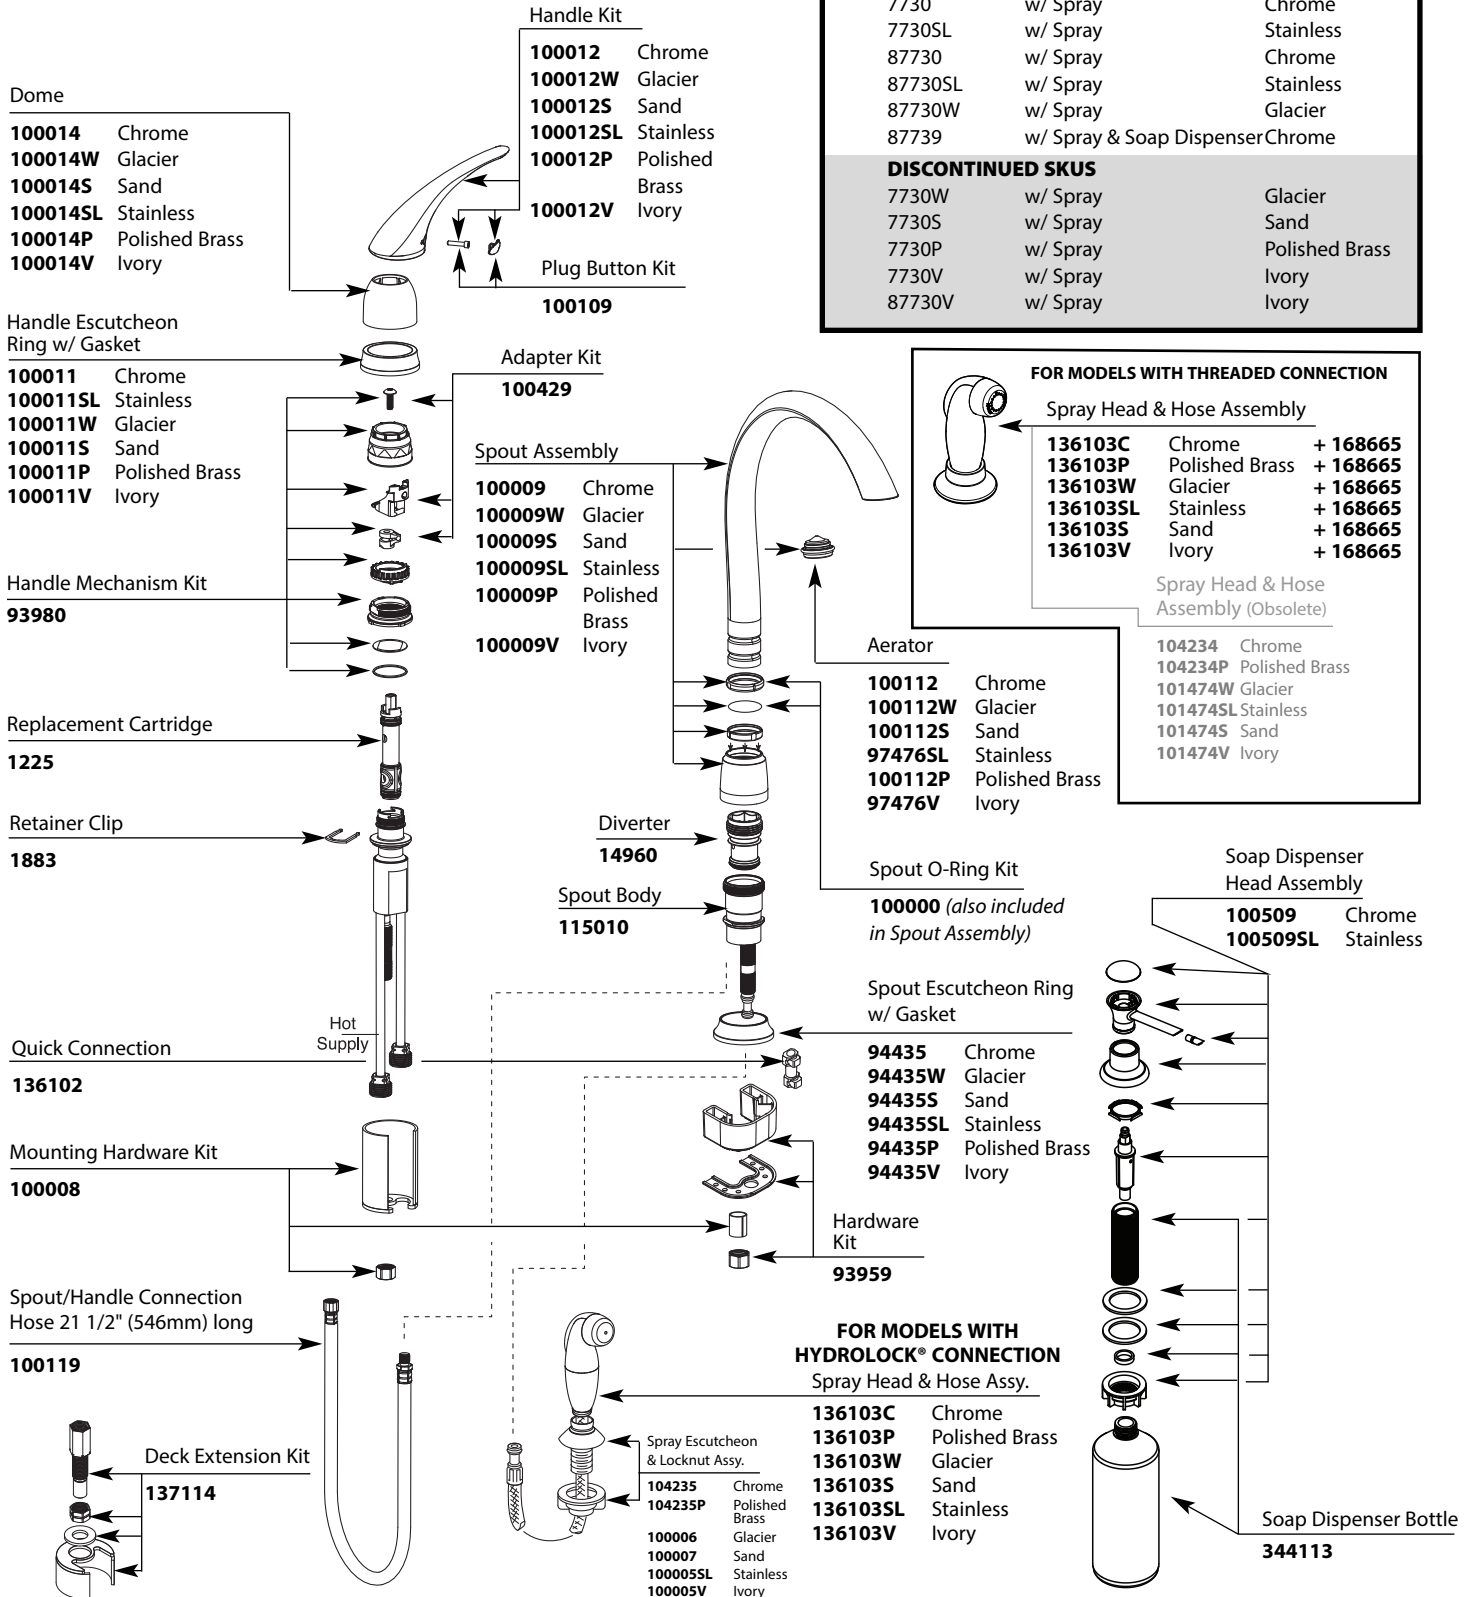 Handle Kit
100012 Chrome
100012W Glacier
100012S Sand
100012SL Stainless
100012P Polished
Brass
100012V Ivory
Plug Button Kit
100109
7730 w/ Spray Chrome
7730SL w/ Spray Stainless
87730 w/ Spray Chrome
87730SL w/ Spray Stainless
87730W w/ Spray Glacier
87739 w/ Spray & Soap Dispenser Chrome
DISCONTINUED SKUS
7730W w/ Spray Glacier
7730S w/ Spray Sand
7730P w/ Spray Polished Brass
7730V w/ Spray Ivory
87730V w/ Spray Ivory
Dome
100014 Chrome
100014W Glacier
100014S Sand
100014SL Stainless
100014P Polished Brass
100014V Ivory
Handle Escutcheon
Ring w/ Gasket
100011 Chrome
100011SL Stainless
100011W Glacier
100011S Sand
100011P Polished Brass
100011V Ivory
Adapter Kit
100429
Spout Assembly
100009 Chrome
100009W Glacier
100009S Sand
100009SL Stainless
100009P Polished
Brass
100009V Ivory
FOR MODELS WITH THREADED CONNECTION
Spray Head & Hose Assembly
136103C Chrome + 168665
136103P Polished Brass + 168665
136103W Glacier + 168665
136103SL Stainless + 168665
136103S Sand + 168665
136103V Ivory + 168665
Spray Head & Hose
Assembly (Obsolete)
104234 Chrome
104234P Polished Brass
101474W Glacier
101474SL Stainless
101474S Sand
101474V Ivory
Handle Mechanism Kit
93980
Aerator
100112 Chrome
100112W Glacier
100112S Sand
97476SL Stainless
100112P Polished Brass
97476V Ivory
Replacement Cartridge
1225
Retainer Clip
1883
Diverter
14960
Spout Body
115010
Spout O-Ring Kit
100000 (also included
in Spout Assembly)
Soap Dispenser
Head Assembly
100509 Chrome
100509SL Stainless
Spout Escutcheon Ring
w/ Gasket
94435 Chrome
94435W Glacier
94435S Sand
94435SL Stainless
94435P Polished Brass
94435V Ivory
Hot
Supply
Quick Connection
136102
Mounting Hardware Kit
100008
Hardware
Kit
93959
Spout/Handle Connection
Hose 21 1/2" (546mm) long
100119
FOR MODELS WITH
HYDROLOCK® CONNECTION
Spray Head & Hose Assy.
136103C Chrome
136103P Polished Brass
136103W Glacier
136103S Sand
136103SL Stainless
136103V Ivory
Spray Escutcheon
& Locknut Assy.
104235 Chrome
104235P Polished
Brass
100006 Glacier
100007 Sand
100005SL Stainless
100005V Ivory
Deck Extension Kit
137114
Soap Dispenser Bottle
344113